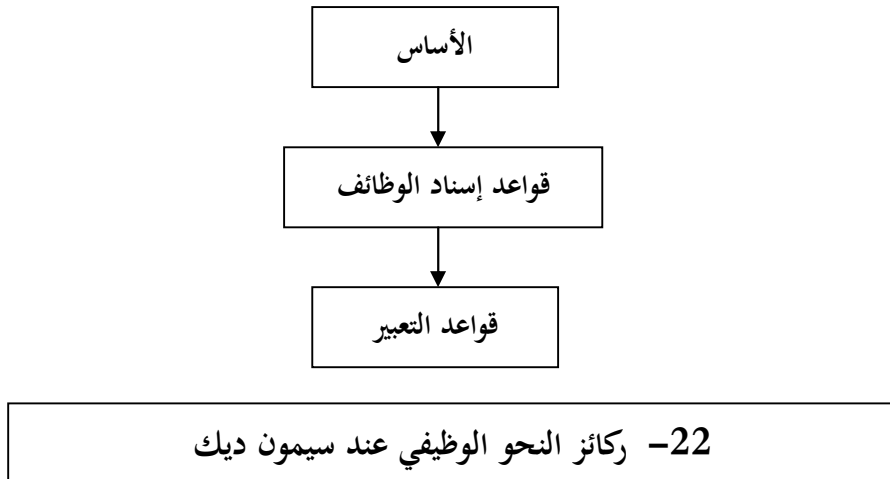 الأساس
قواعد إسناد الوظائف
قواعد التعبير
22– ركائز النحو الوظيفي عند سيمون ديك